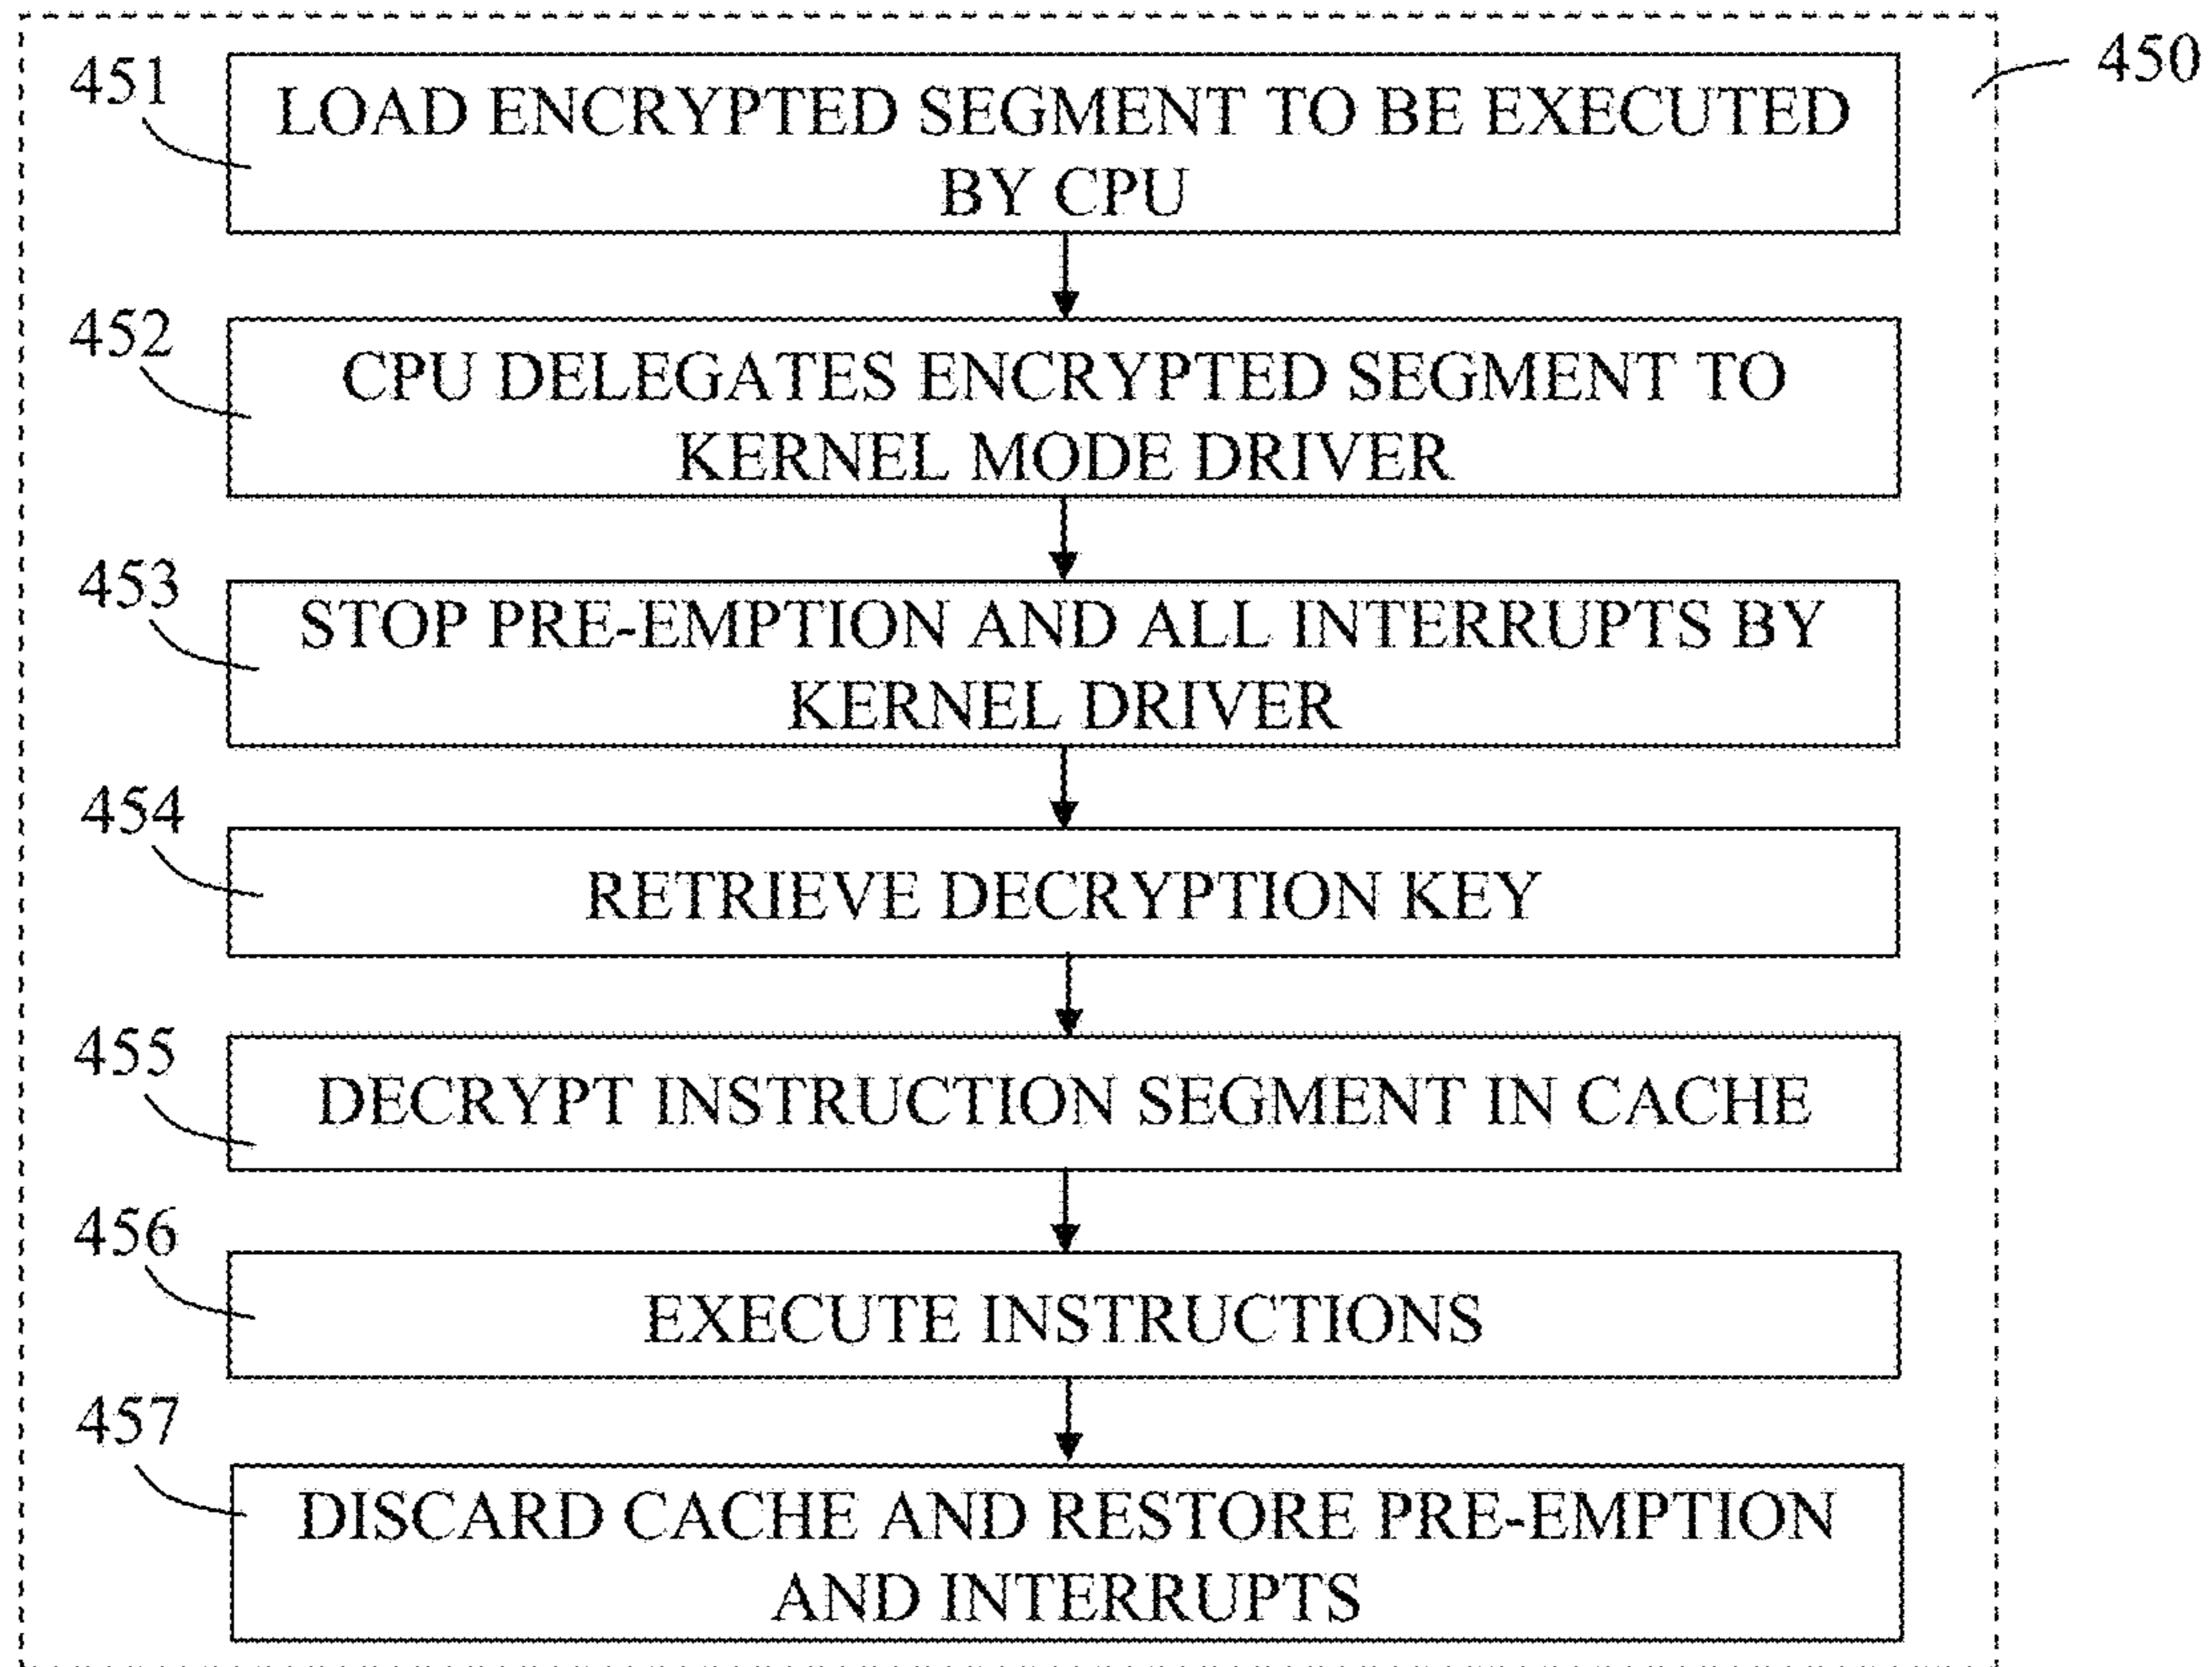 450
451
LOAD ENCRYPTED SEGMENT TO BE EXECUTED
BY CPU
452
CPU DELEGATES ENCRYPTED SEGMENT TO
KERNEL MODE DRIVER
453
STOP PRE-EMPTION AND ALL INTERRUPTS BY
KERNEL DRIVER
454
RETRIEVE DECRYPTION KEY
455
DECRYPT INSTRUCTION SEGMENT IN CACHE
456
EXECUTE INSTRUCTIONS
457
DISCARD CACHE AND RESTORE PRE-EMPTION
AND INTERRUPTS